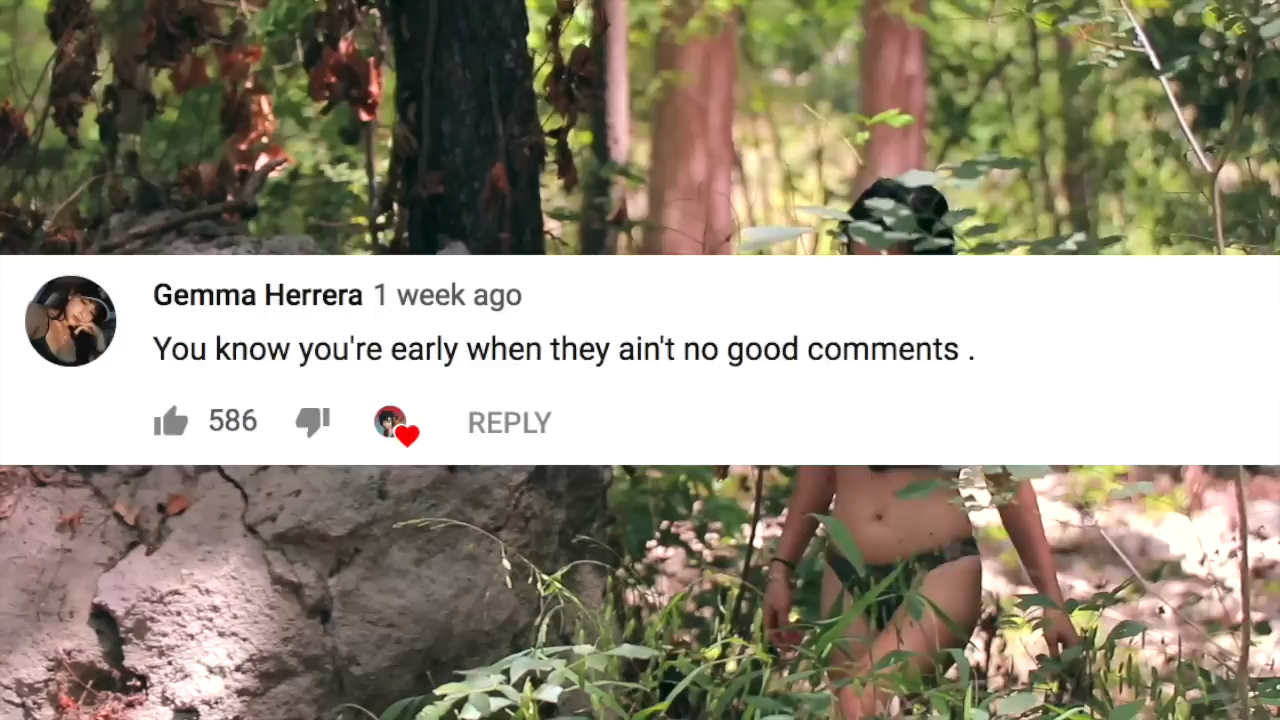 Gemma Herrera 1 week ago
You know you're early when they ain't no good comments .
586 REPLY